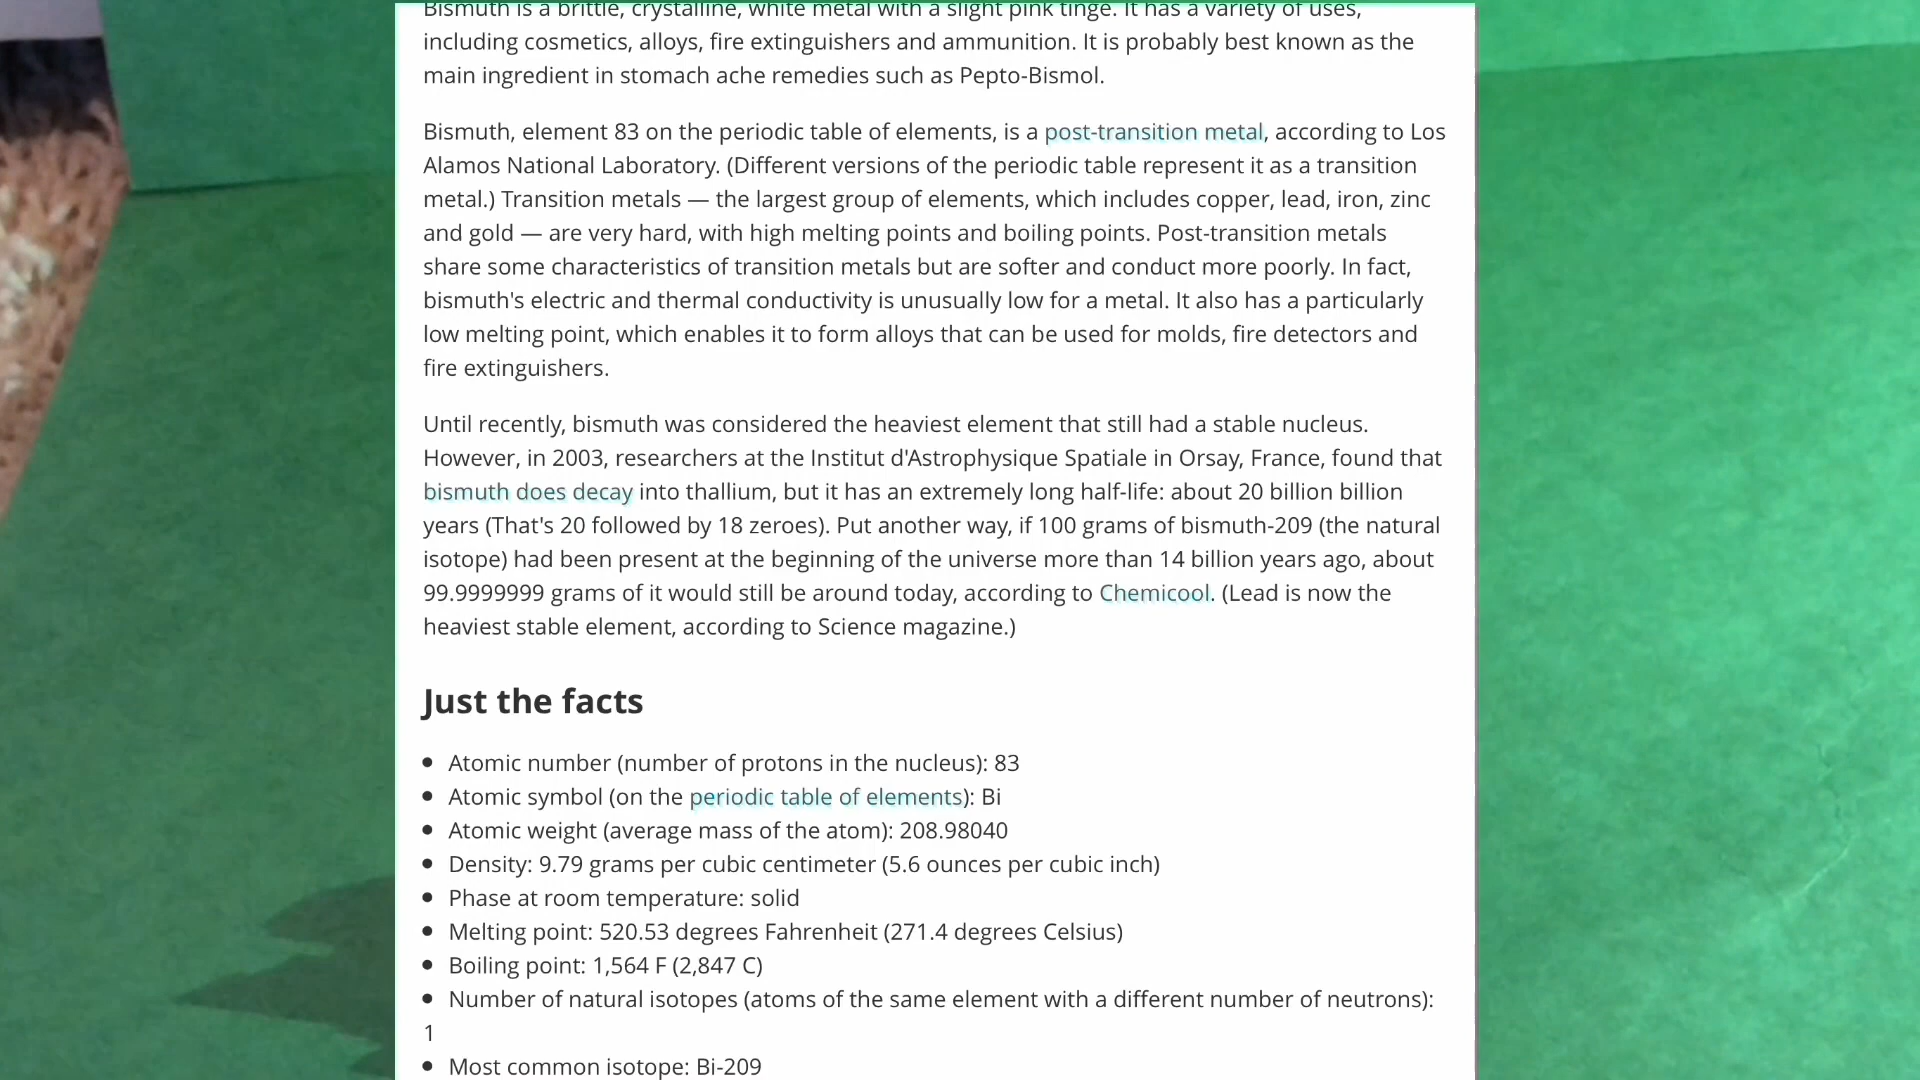 Bismuth is a brittle, crystalline, white metal with a slight pink tinge. It has a variety of uses,
including cosmetics, alloys, fire extinguishers and ammunition. It is probably best known as the
main ingredient in stomach ache remedies such as Pepto-Bismol.
Bismuth, element 83 on the periodic table of elements, is a post-transition metal, according to Los
Alamos National Laboratory. (Different versions of the periodic table represent it as a transition
metal.) Transition metals — the largest group of elements, which includes copper, lead, iron, zinc
and gold — are very hard, with high melting points and boiling points. Post-transition metals
share some characteristics of transition metals but are softer and conduct more poorly. In fact,
bismuth's electric and thermal conductivity is unusually low for a metal. It also has a particularly
low melting point, which enables it to form alloys that can be used for molds, fire detectors and
fire extinguishers.
Until recently, bismuth was considered the heaviest element that still had a stable nucleus.
However, in 2003, researchers at the Institut d'Astrophysique Spatiale in Orsay, France, found that
bismuth does decay into thallium, but it has an extremely long half-life: about 20 billion billion
years (That's 20 followed by 18 zeroes). Put another way, if 100 grams of bismuth-209 (the natural
isotope) had been present at the beginning of the universe more than 14 billion years ago, about
99.9999999 grams of it would still be around today, according to Chemicool. (Lead is now the
heaviest stable element, according to Science magazine.)
Just the facts
• Atomic number (number of protons in the nucleus): 83
• Atomic symbol (on the periodic table of elements): Bi
• Atomic weight (average mass of the atom): 208.98040
• Density: 9.79 grams per cubic centimeter (5.6 ounces per cubic inch)
• Phase at room temperature: solid
• Melting point: 520.53 degrees Fahrenheit (271.4 degrees Celsius)
• Boiling point: 1,564 F (2,847 C)
• Number of natural isotopes (atoms of the same element with a different number of neutrons):
1
• Most common isotope: Bi-209